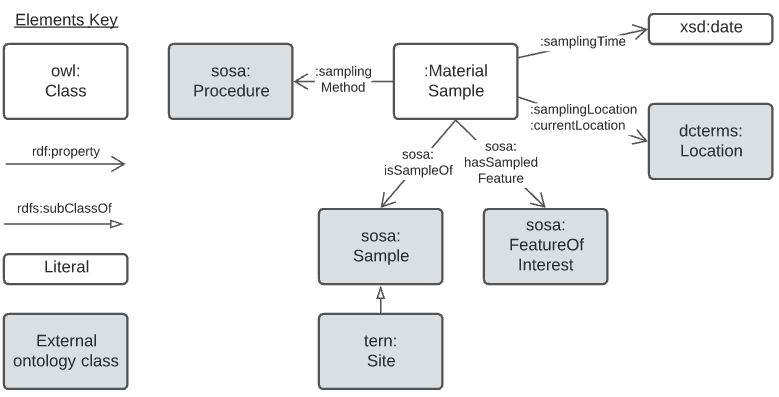 Elements Key
owl:
Class
rdf:property
rdfs:subClassOf
Literal
External
ontology class
sosa:
Procedure
:sampling
Method
:Material
Sample
:samplingTime
xsd:date
:samplingLocation
:currentLocation
dcterms:
Location
sosa:
isSampleOf
sosa:
hasSampled
Feature
sosa:
Sample
sosa:
FeatureOf
Interest
tern:
Site